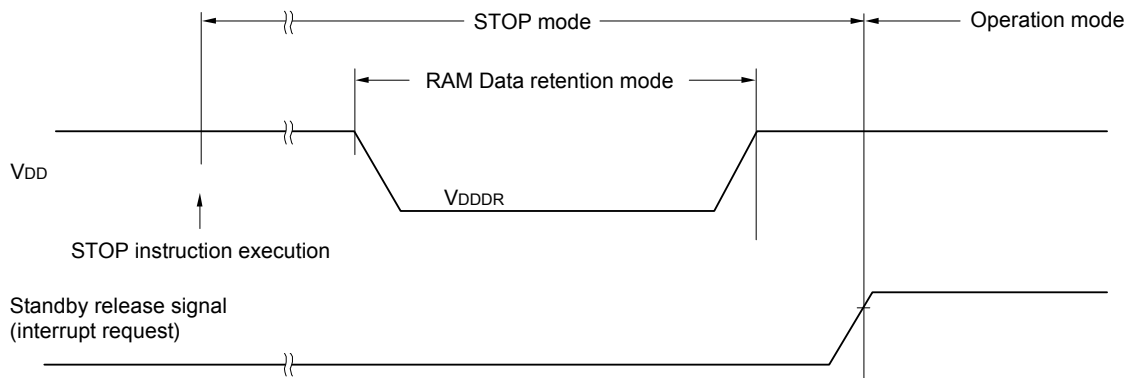 STOP mode
Operation mode
RAM Data retention mode
VDD
VDDDR
STOP instruction execution
Standby release signal
(interrupt request)